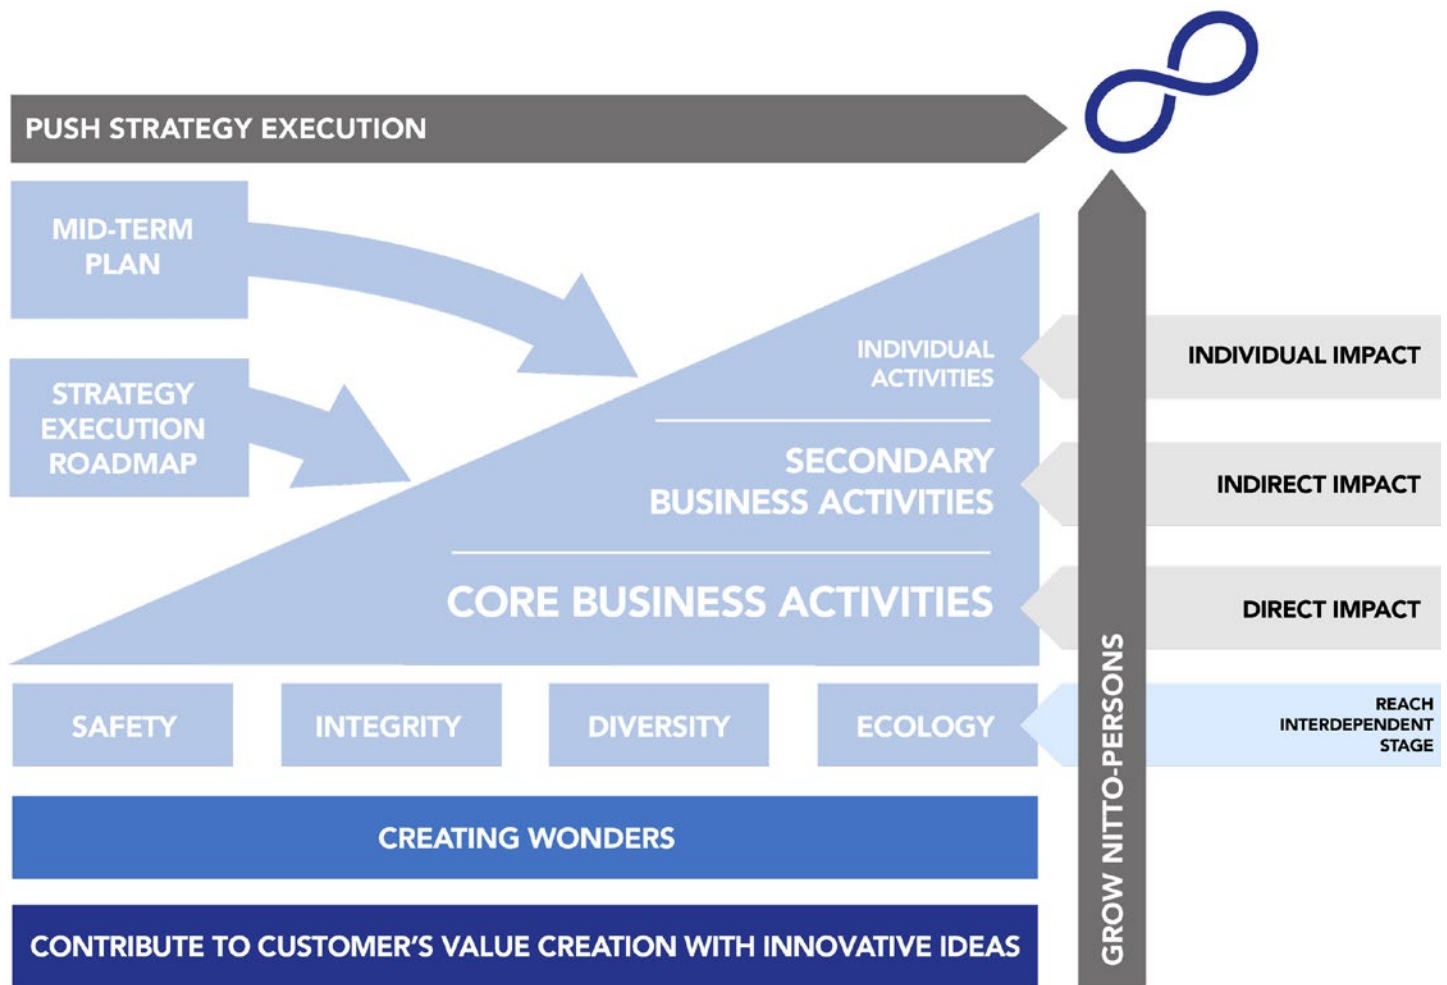 PUSH STRATEGY EXECUTION
MID-TERM
PLAN
STRATEGY
EXECUTION
ROADMAP
INDIVIDUAL
ACTIVITIES
SECONDARY
BUSINESS ACTIVITIES
CORE BUSINESS ACTIVITIES
INDIVIDUAL IMPACT
INDIRECT IMPACT
DIRECT IMPACT
SAFETY
INTEGRITY
DIVERSITY
ECOLOGY
REACH
INTERDEPENDENT
STAGE
CREATING WONDERS
CONTRIBUTE TO CUSTOMER’S VALUE CREATION WITH INNOVATIVE IDEAS
GROW NITTO-PERSONS